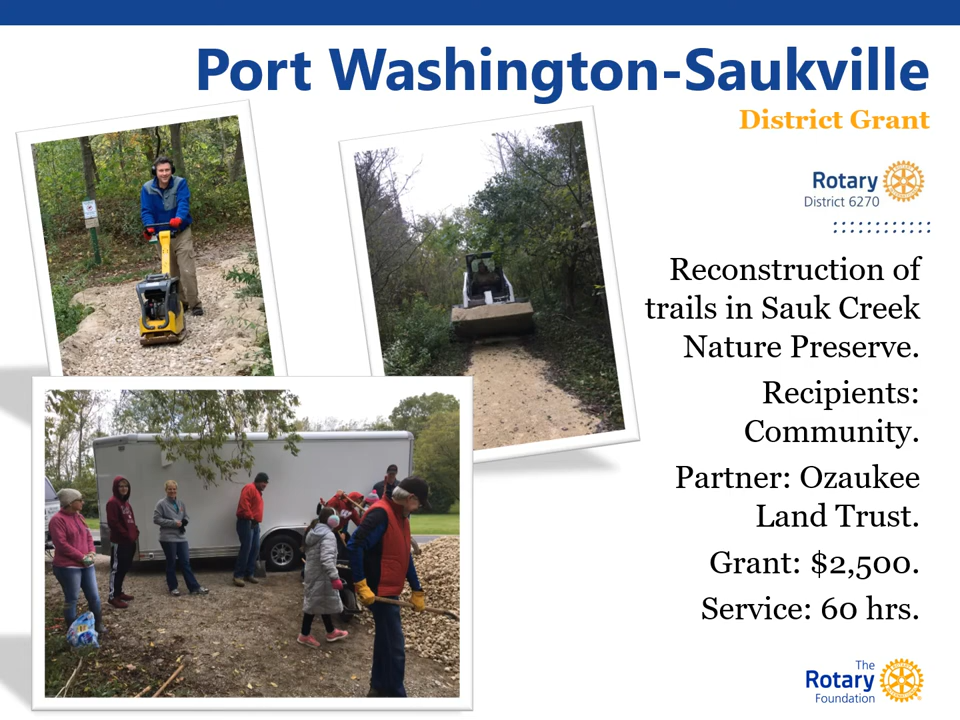 Port Washington-Saukville
District Grant
Rotary
District 6270
Reconstruction of
trails in Sauk Creek
Nature Preserve.
Recipients:
Community.
Partner: Ozaukee
Land Trust.
Grant: $2,500.
Service: 60 hrs.
The
Rotary
Foundation